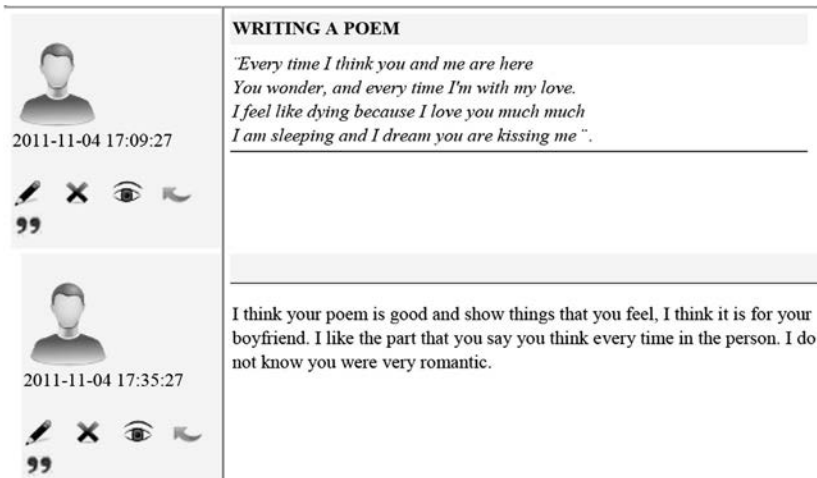 WRITING A POEM
¨Every time I think you and me are here
You wonder, and every time I'm with my love.
I feel like dying because I love you much much
I am sleeping and I dream you are kissing me¨.
2011-11-04 17:09:27
I think your poem is good and show things that you feel, I think it is for your
boyfriend. I like the part that you say you think every time in the person. I do
not know you were very romantic.
2011-11-04 17:35:27